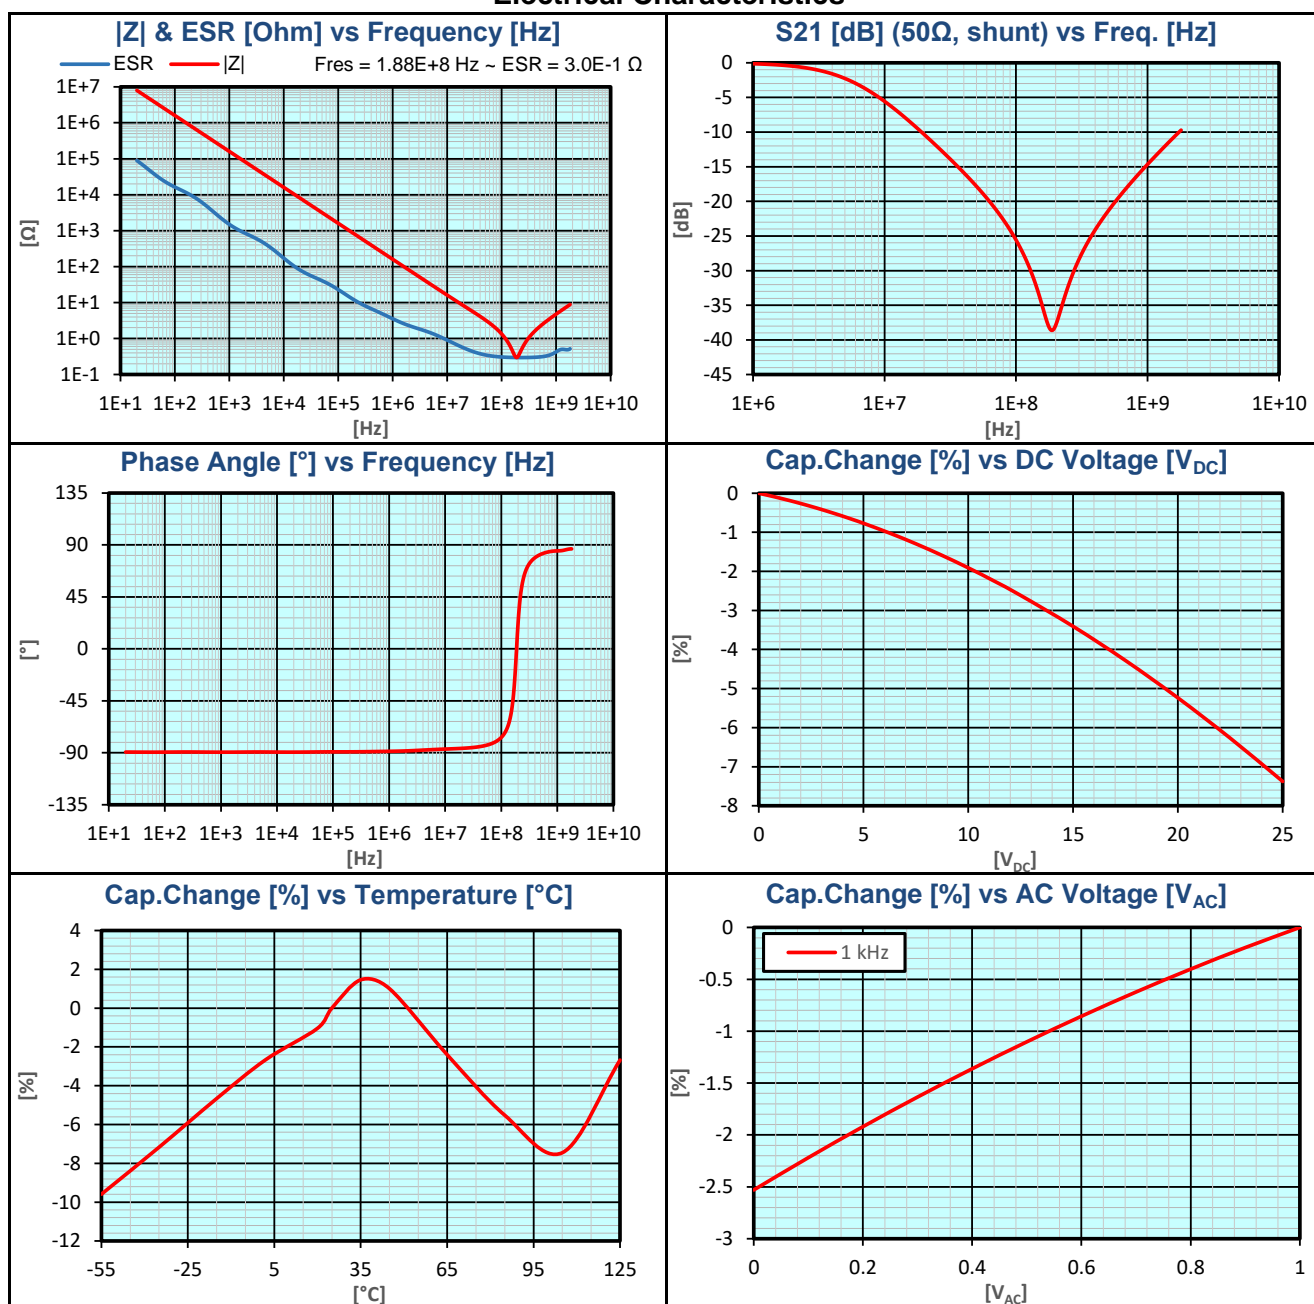 Electrical Characteristics
|Z| & ESR [Ohm] vs Frequency [Hz]
ESR |Z| Fres = 1.88E+8 Hz ~ ESR = 3.0E-1 Ω
1E+7
1E+6
1E+5
1E+4
1E+3
1E+2
1E+1
1E+0
1E-1
[Ω]
1E+1 1E+2 1E+3 1E+4 1E+5 1E+6 1E+7 1E+8 1E+9 1E+10
[Hz]
S21 [dB] (50Ω, shunt) vs Freq. [Hz]
0
-5
-10
-15
-20
-25
-30
-35
-40
-45
[dB]
1E+6 1E+7 1E+8 1E+9 1E+10
[Hz]
Phase Angle [°] vs Frequency [Hz]
135
90
45
0
-45
-90
-135
[°]
1E+1 1E+2 1E+3 1E+4 1E+5 1E+6 1E+7 1E+8 1E+9 1E+10
[Hz]
Cap.Change [%] vs DC Voltage [VDC]
0
-1
-2
-3
-4
-5
-6
-7
-8
[%]
0 5 10 15 20 25
[VDC]
Cap.Change [%] vs Temperature [°C]
4
2
0
-2
-4
-6
-8
-10
-12
[%]
-55 -25 5 35 65 95 125
[°C]
Cap.Change [%] vs AC Voltage [VAC]
1 kHz
0
-0.5
-1
-1.5
-2
-2.5
-3
[%]
0 0.2 0.4 0.6 0.8 1
[VAC]